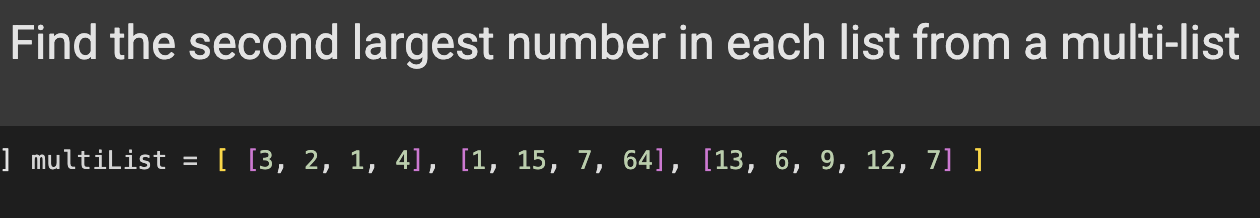 Find the second largest number in each list from a multi-list
] multiList = [ [3, 2, 1, 4], [1, 15, 7, 64], [13, 6, 9, 12, 7] ]